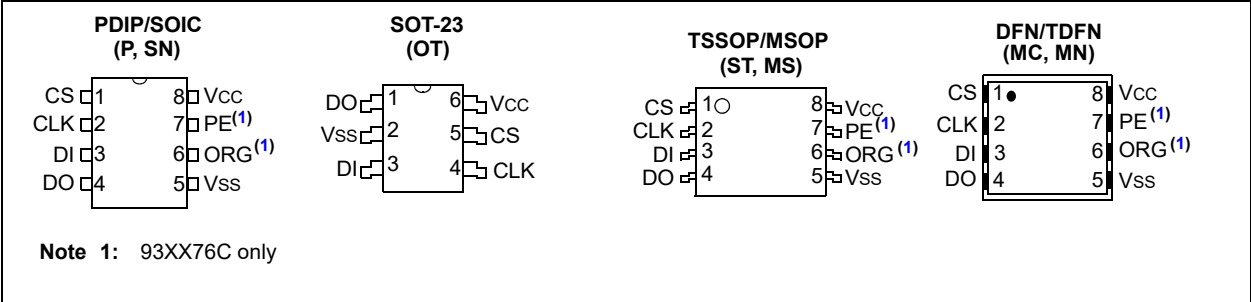 PDIP/SOIC
(P, SN)
CS 1 8 VCC
CLK 2 7 PE(1)
DI 3 6 ORG(1)
DO 4 5 VSS
SOT-23
(OT)
DO 1 6 VCC
VSS 2 5 CS
DI 3 4 CLK
TSSOP/MSOP
(ST, MS)
CS 1 8 VCC
CLK 2 7 PE(1)
DI 3 6 ORG(1)
DO 4 5 VSS
DFN/TDFN
(MC, MN)
CS 1 8 VCC
CLK 2 7 PE(1)
DI 3 6 ORG(1)
DO 4 5 VSS
Note 1: 93XX76C only